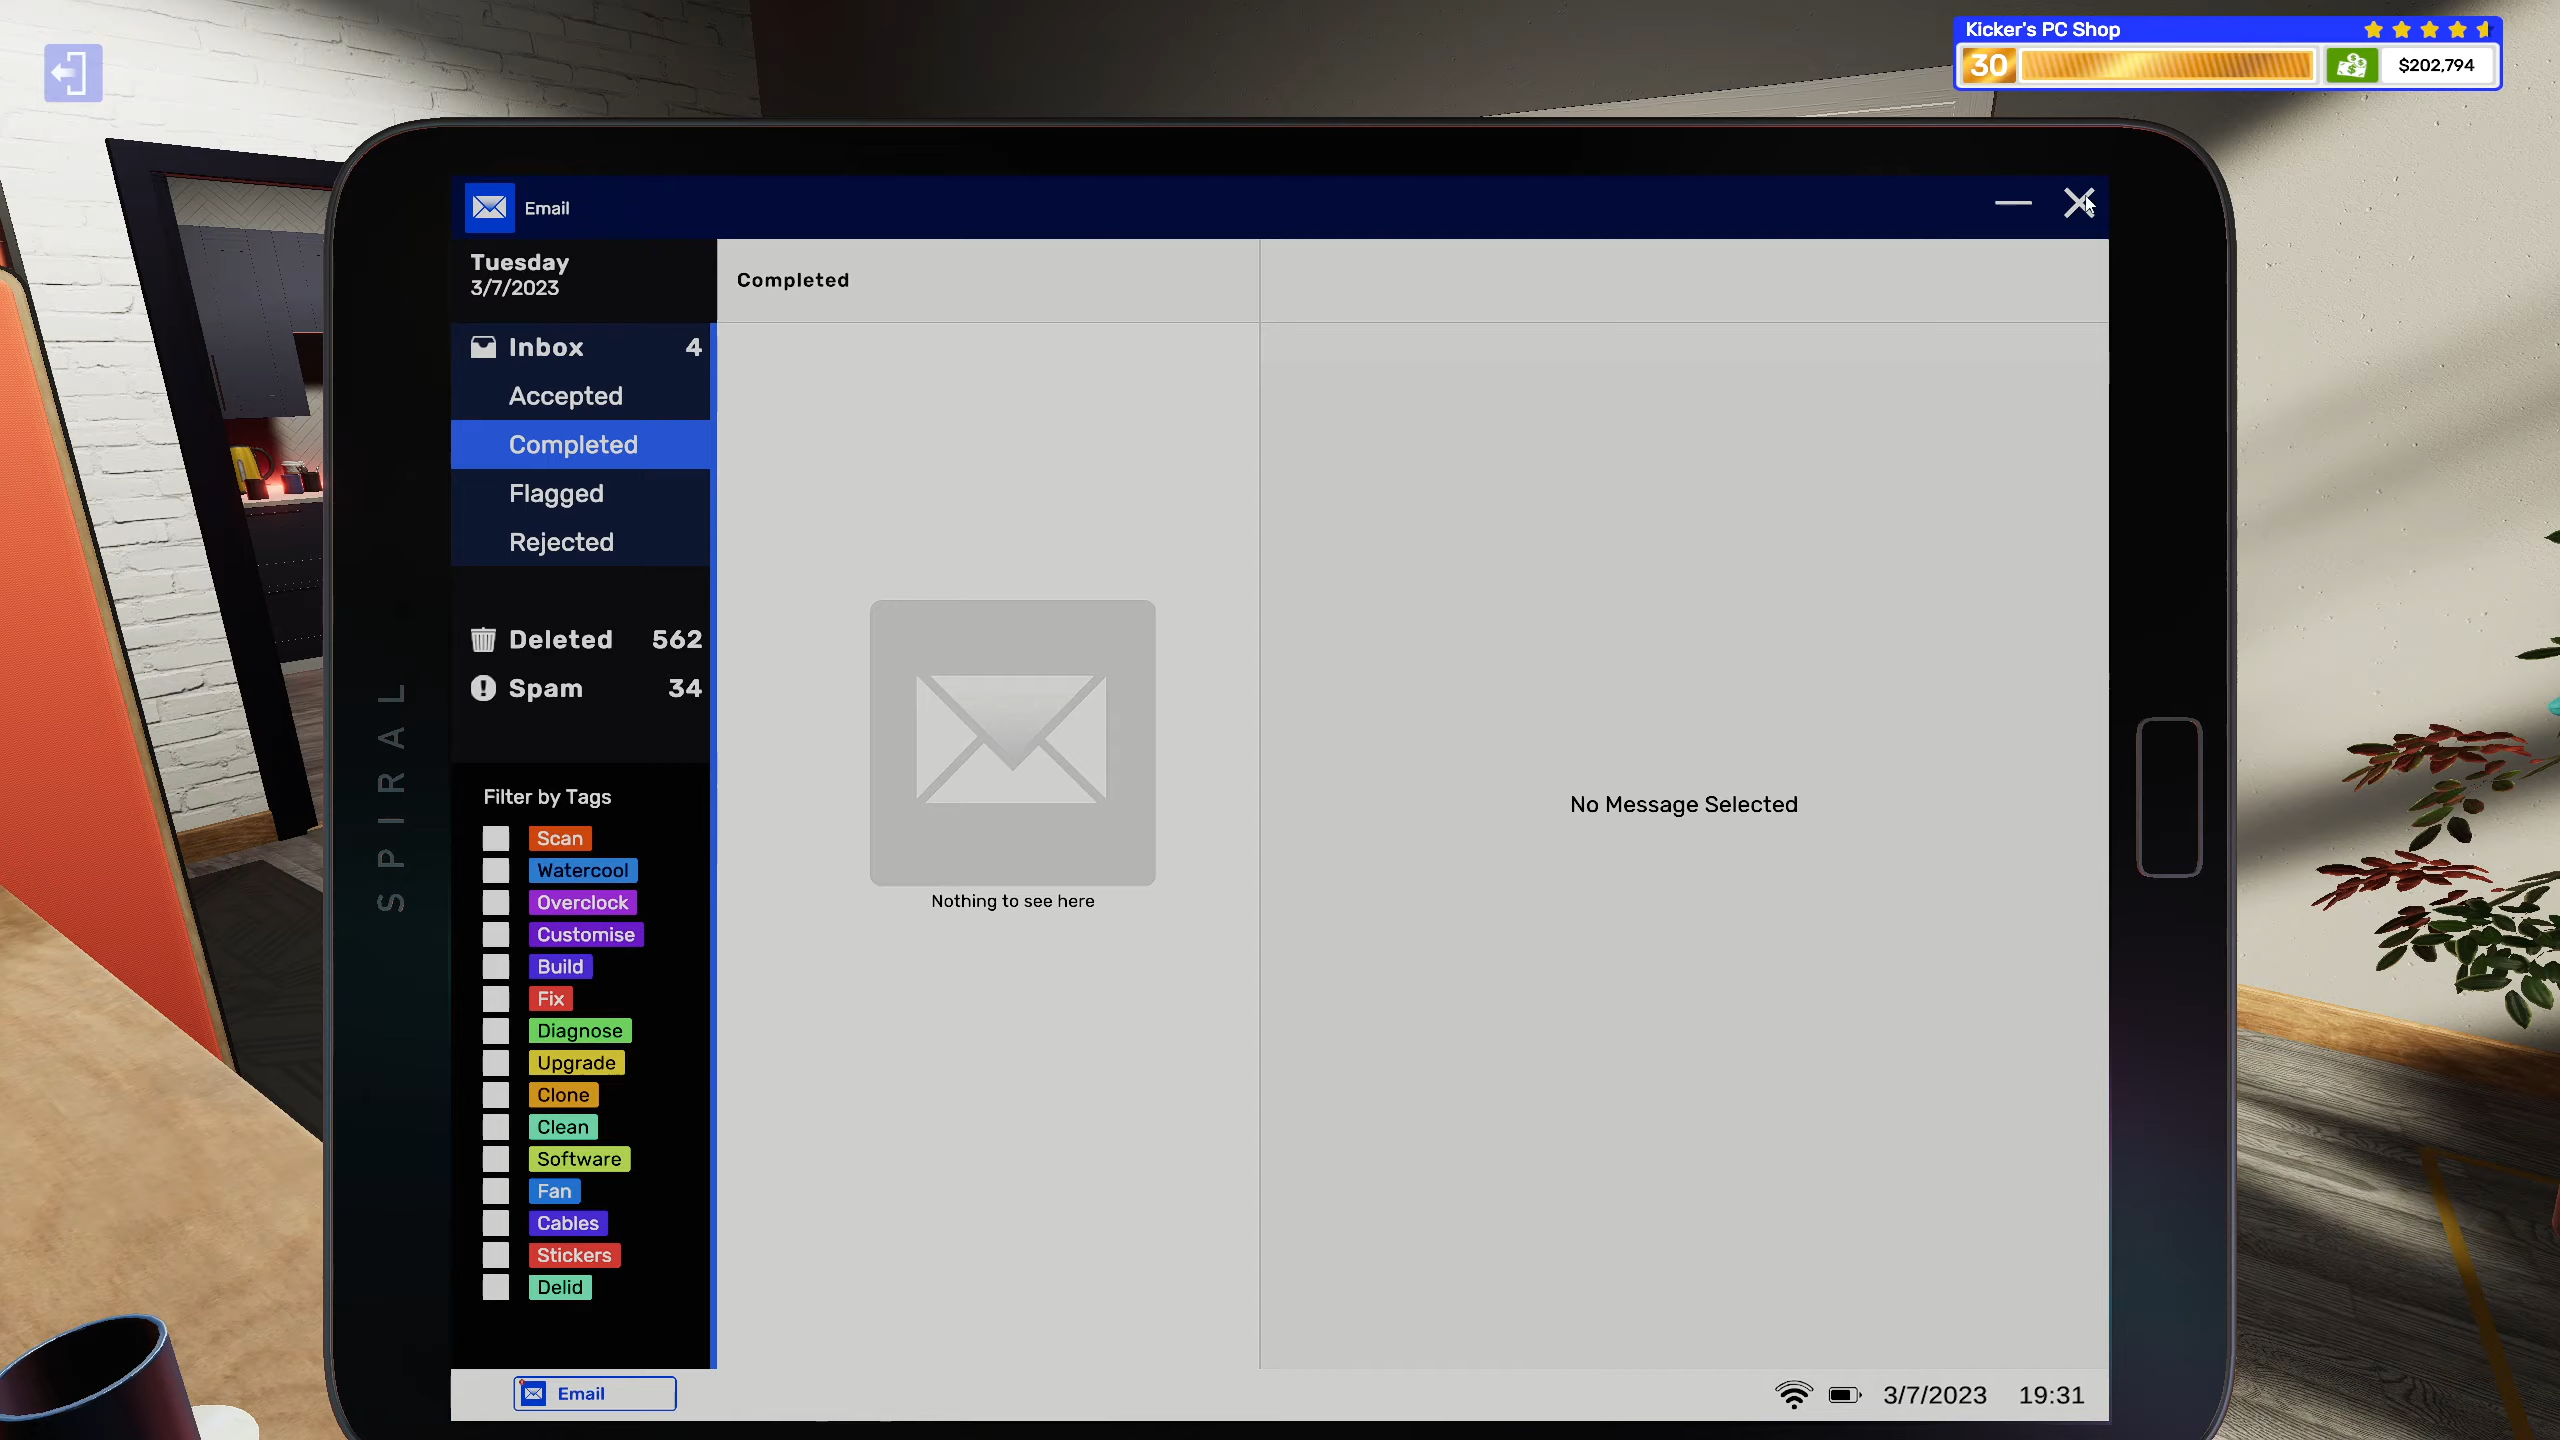 Kicker's PC Shop
30
$202,794
Email
Tuesday
3/7/2023
Completed
Inbox 4
Accepted
Completed
Flagged
Rejected
Deleted 562
Spam 34
Filter by Tags
Scan
Watercool
Overclock
Customise
Build
Fix
Diagnose
Upgrade
Clone
Clean
Software
Fan
Cables
Stickers
Delid
Nothing to see here
No Message Selected
SPIRAL
Email
3/7/2023 19:31